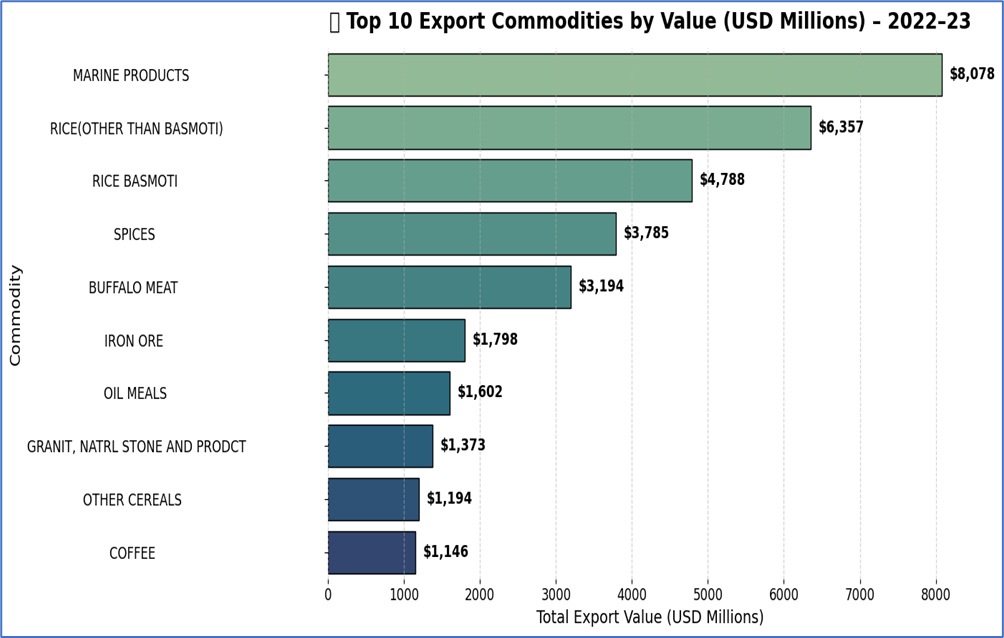 Top 10 Export Commodities by Value (USD Millions) – 2022–23
MARINE PRODUCTS
$8,078
RICE(OTHER THAN BASMOTI)
$6,357
RICE BASMOTI
$4,788
SPICES
$3,785
BUFFALO MEAT
$3,194
IRON ORE
$1,798
OIL MEALS
$1,602
GRANIT, NATRL STONE AND PRODCT
$1,373
OTHER CEREALS
$1,194
COFFEE
$1,146
Commodity
0 1000 2000 3000 4000 5000 6000 7000 8000
Total Export Value (USD Millions)